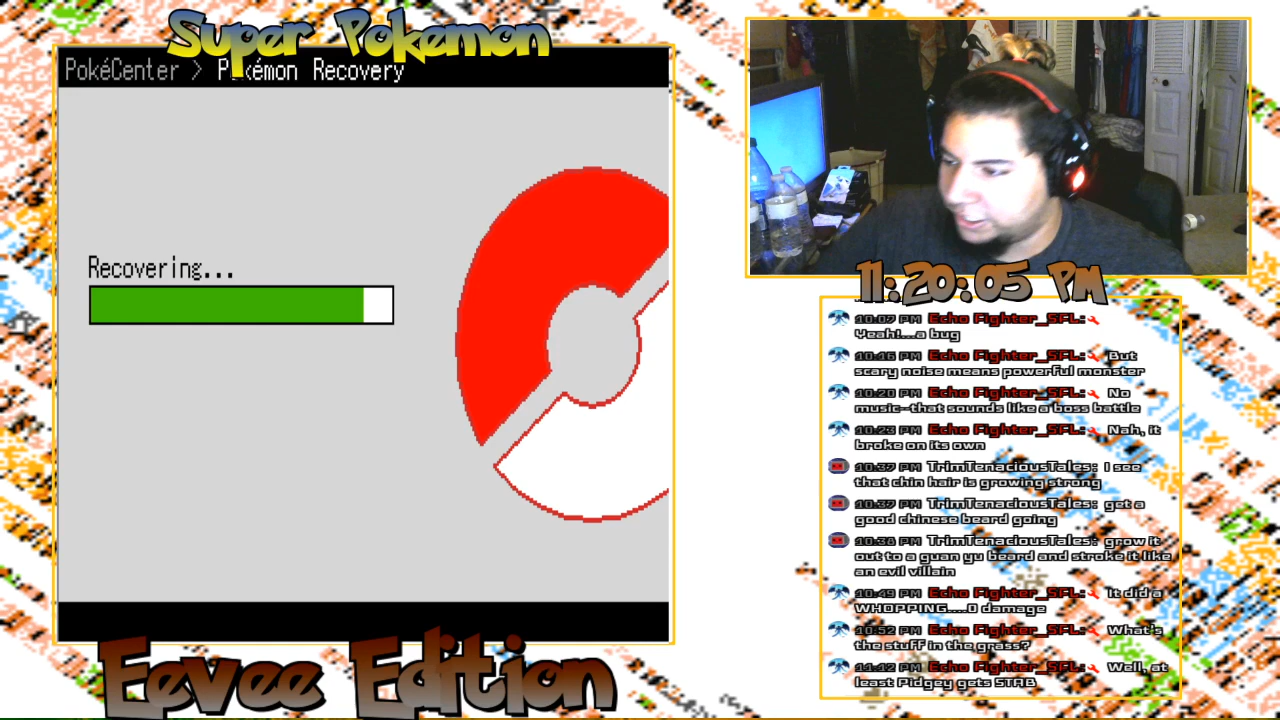 Super Pokemon
PokéCenter > Pokémon Recovery
Recovering...
Eevee Edition
11:20:05 PM
10:07 PM Echo Fighter_SFL:
Yeah!...a bug
10:16 PM Echo Fighter_SFL: But
scary noise means powerful monster
10:20 PM Echo Fighter_SFL: No
music--that sounds like a boss battle
10:23 PM Echo Fighter_SFL: Nah, it
broke on its own
10:37 PM TrimTenaciousTales: I see
that chin hair is growing strong
10:37 PM TrimTenaciousTales: get a
good chinese beard going
10:38 PM TrimTenaciousTales: grow it
out to a guan yu beard and stroke it like
an evil villain
10:49 PM Echo Fighter_SFL: It did a
WHOPPING....0 damage
10:52 PM Echo Fighter_SFL: What's
the stuff in the grass?
11:12 PM Echo Fighter_SFL: Well, at
least Pidgey gets STAB